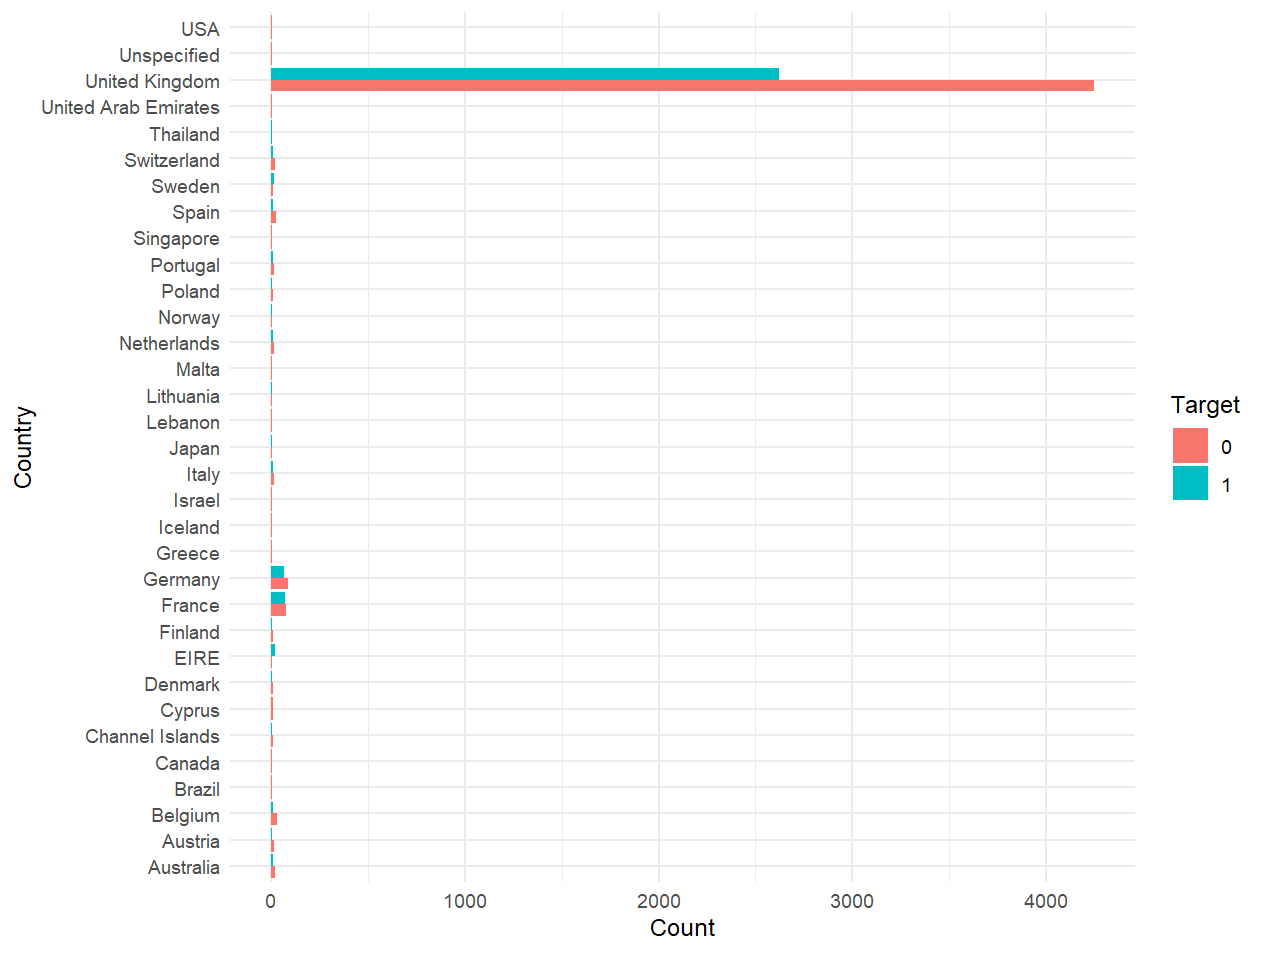 USA
Unspecified
United Kingdom
United Arab Emirates
Thailand
Switzerland
Sweden
Spain
Singapore
Portugal
Poland
Norway
Netherlands
Malta
Lithuania
Lebanon
Japan
Italy
Israel
Iceland
Greece
Germany
France
Finland
EIRE
Denmark
Cyprus
Channel Islands
Canada
Brazil
Belgium
Austria
Australia
Country
0 1000 2000 3000 4000
Count
Target
0
1